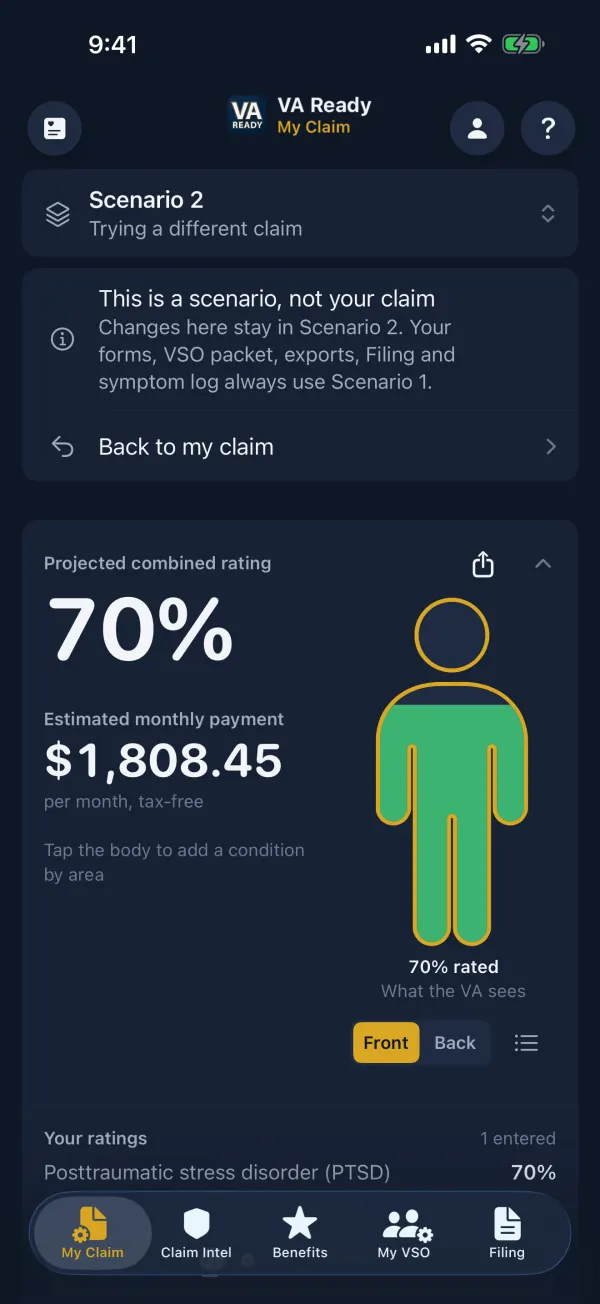 9:41
VA
READY
VA Ready
My Claim
?
Scenario 2
Trying a different claim
This is a scenario, not your claim
Changes here stay in Scenario 2. Your
forms, VSO packet, exports, Filing and
symptom log always use Scenario 1.
Back to my claim
Projected combined rating
70%
Estimated monthly payment
$1,808.45
per month, tax-free
Tap the body to add a condition
by area
70% rated
What the VA sees
Front
Back
Your ratings
1 entered
Posttraumatic stress disorder (PTSD)
70%
My Claim
Claim Intel
Benefits
My VSO
Filing